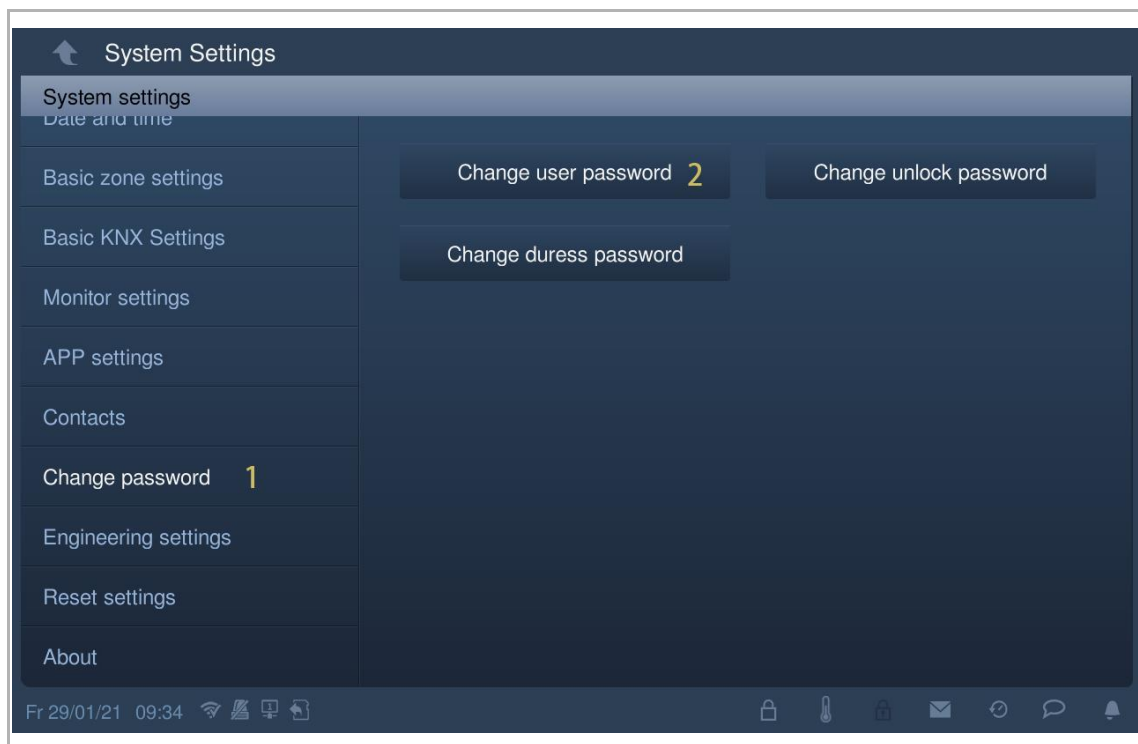 System Settings
System settings
Date and time
Basic zone settings
Basic KNX Settings
Monitor settings
APP settings
Contacts
Change password 1
Engineering settings
Reset settings
About
Change user password 2
Change unlock password
Change duress password
Fr 29/01/21 09:34
1